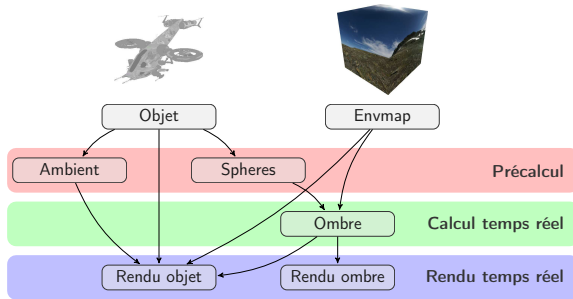 Objet
Envmap
Ambient
Spheres
Précalcul
Ombre
Calcul temps réel
Rendu objet
Rendu ombre
Rendu temps réel